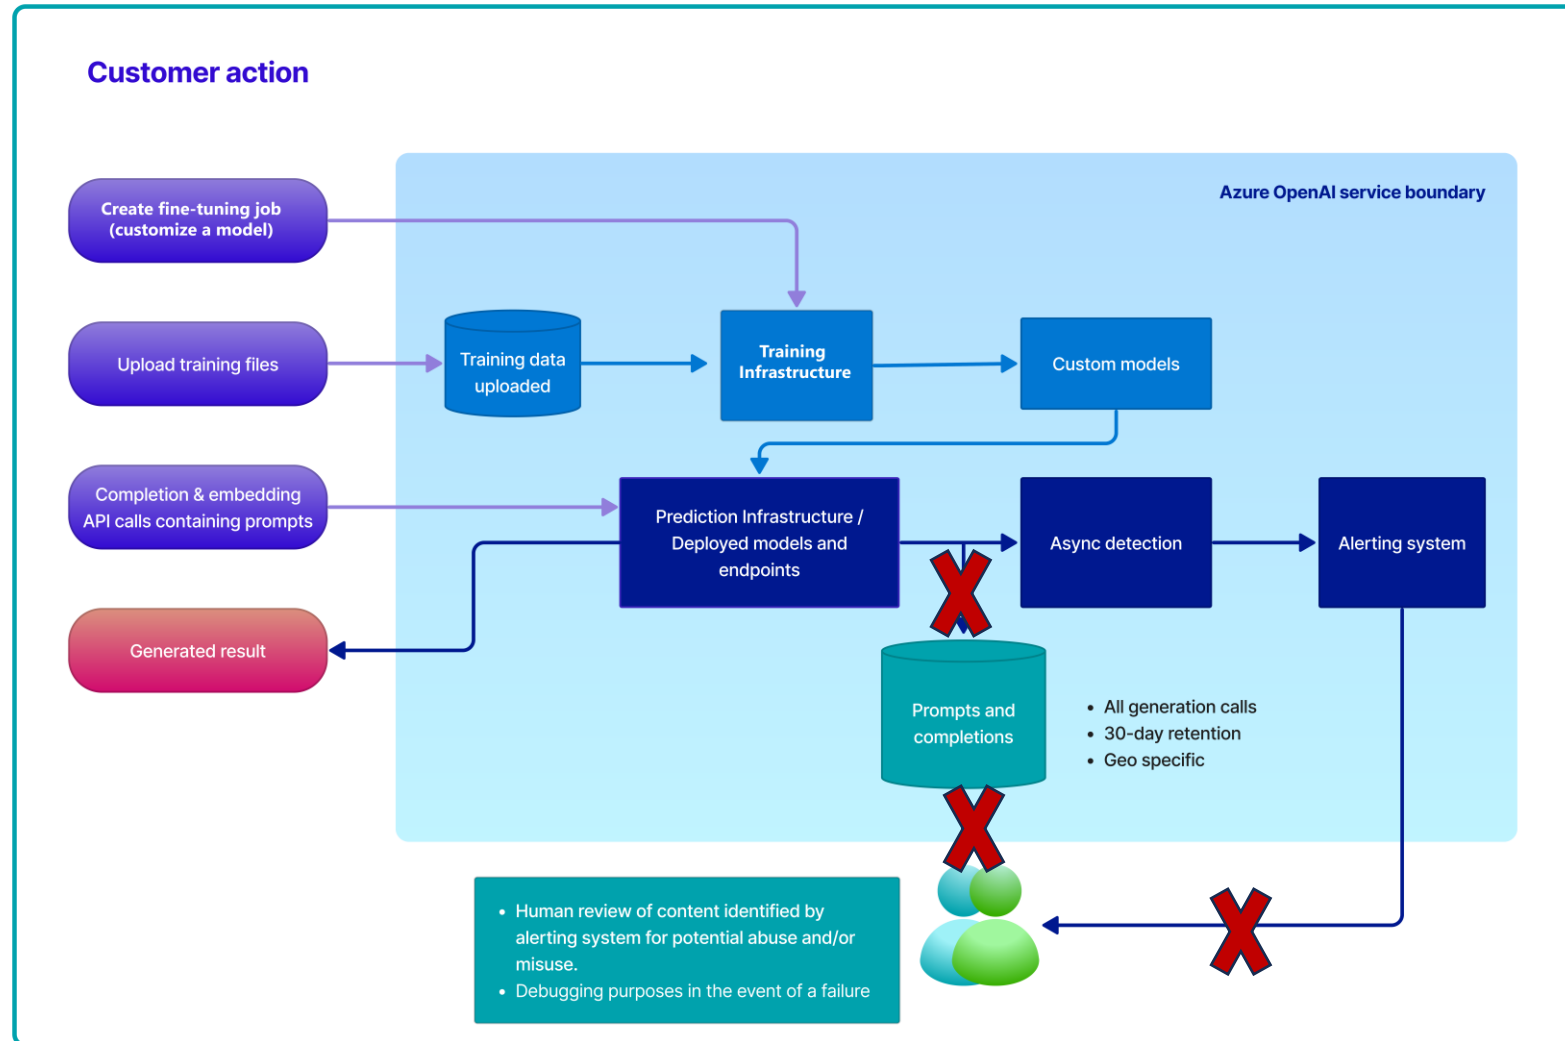 Customer action
Azure OpenAI service boundary
Create fine-tuning job
(customize a model)
Upload training files
Training data
uploaded
Training
Infrastructure
Custom models
Completion & embedding
API calls containing prompts
Prediction Infrastructure /
Deployed models and
endpoints
Async detection
Alerting system
Generated result
Prompts and
completions
• All generation calls
• 30-day retention
• Geo specific
• Human review of content identified by
alerting system for potential abuse and/or
misuse.
• Debugging purposes in the event of a failure